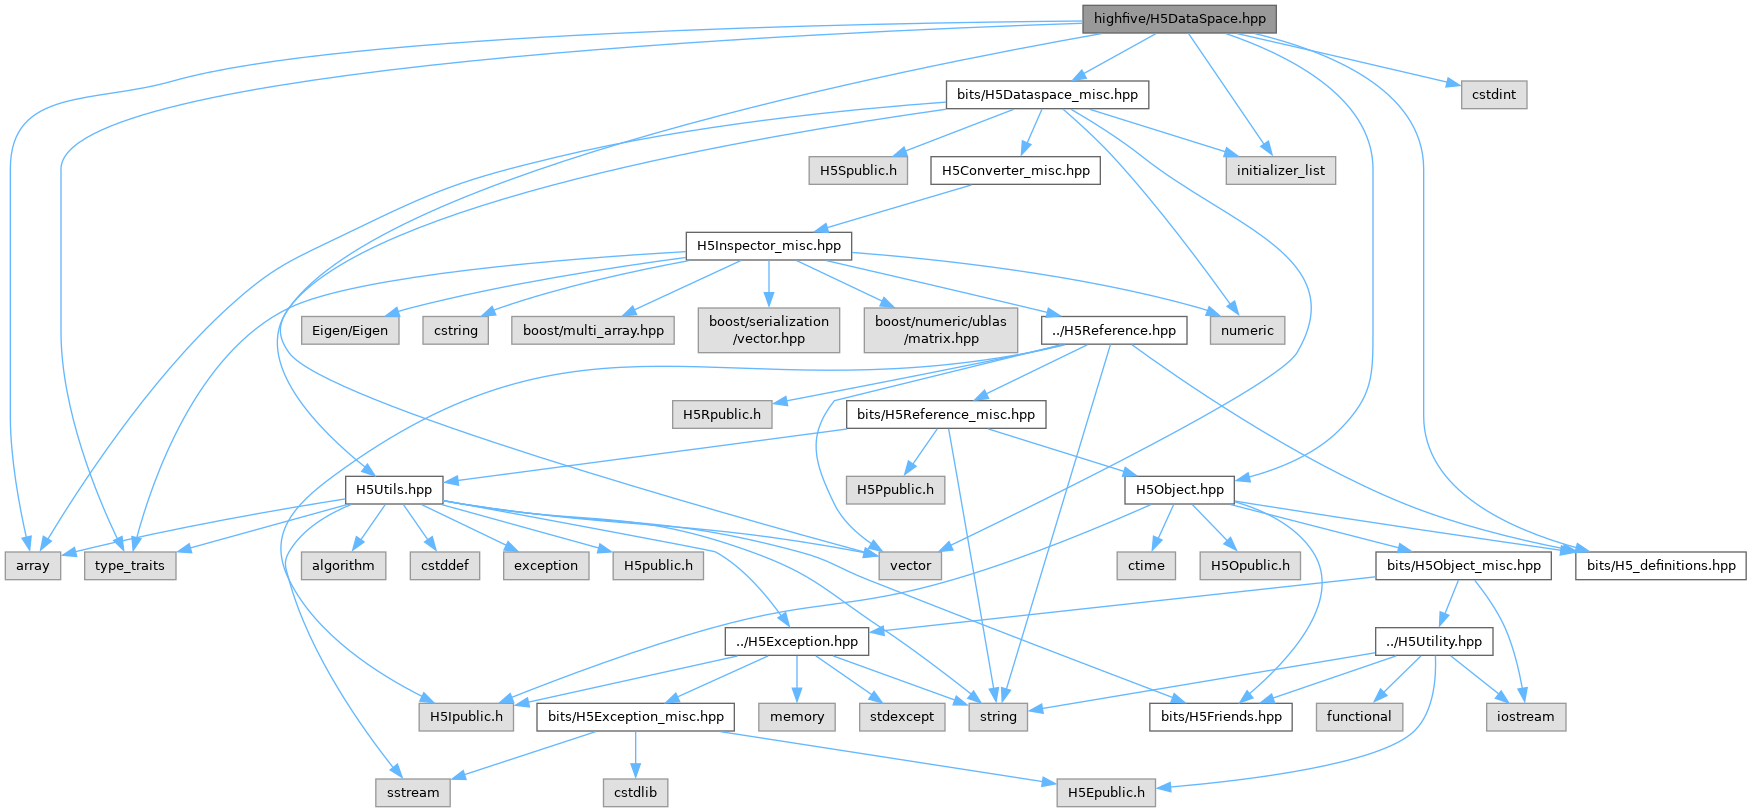 highfive/H5DataSpace.hpp
bits/H5Dataspace_misc.hpp
cstdint
H5Spublic.h
H5Converter_misc.hpp
initializer_list
H5Inspector_misc.hpp
Eigen/Eigen
cstring
boost/multi_array.hpp
boost/serialization
/vector.hpp
boost/numeric/ublas
/matrix.hpp
../H5Reference.hpp
numeric
H5Rpublic.h
bits/H5Reference_misc.hpp
H5Utils.hpp
H5Ppublic.h
H5Object.hpp
array
type_traits
algorithm
cstddef
exception
H5public.h
vector
ctime
H5Opublic.h
bits/H5Object_misc.hpp
bits/H5_definitions.hpp
../H5Exception.hpp
../H5Utility.hpp
H5Ipublic.h
bits/H5Exception_misc.hpp
memory
stdexcept
string
bits/H5Friends.hpp
functional
iostream
sstream
cstdlib
H5Epublic.h